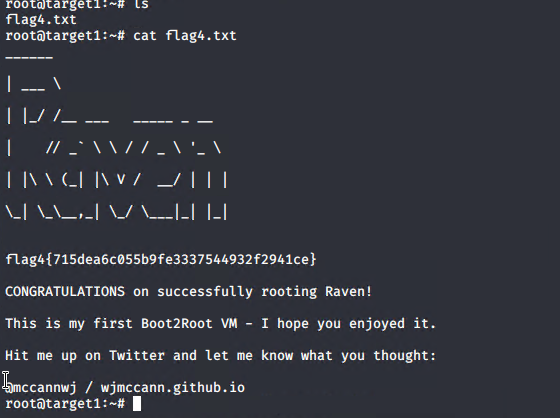 root@target1:~# ls
flag4.txt
root@target1:~# cat flag4.txt
______
| ___ \
| |_/ /__ ___   _____ _ __
|    // _` \ \ / / _ \ '_ \
| |\ \ (_| |\ V /  __/ | | |
\_| \_\__,_| \_/ \___|_| |_|
flag4{715dea6c055b9fe3337544932f2941ce}
CONGRATULATIONS on successfully rooting Raven!
This is my first Boot2Root VM - I hope you enjoyed it.
Hit me up on Twitter and let me know what you thought:
@mccannwj / wjmccann.github.io
root@target1:~#